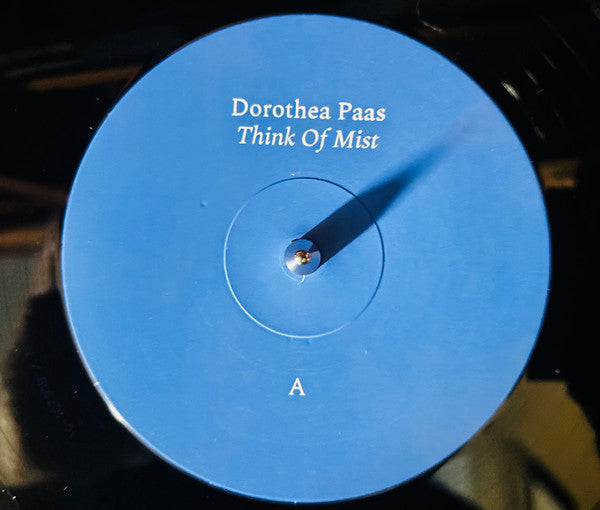 Dorothea Paas
Think Of Mist
A